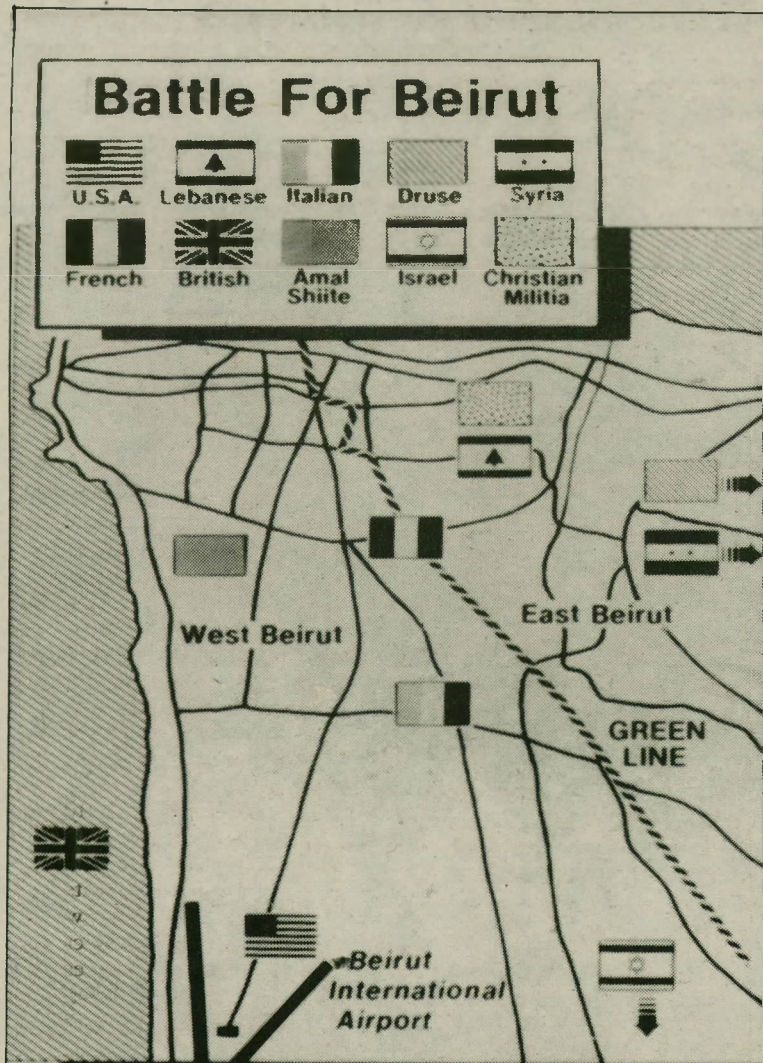 Battle For Beirut
U.S.A. Lebanese Italian Druse Syria
French British Amal Israel Christian
Shiite Militia
West Beirut
East Beirut
GREEN
LINE
Beirut
International
Airport